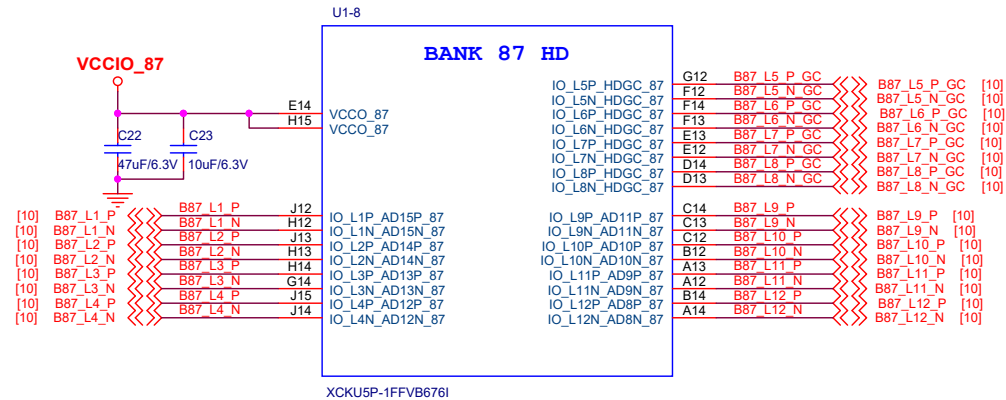 U1-8
BANK 87 HD
VCCIO_87
E14 VCCO_87
H15 VCCO_87
C22 C23
47uF/6.3V 10uF/6.3V
IO_L5P_HDGC_87 G12 B87_L5_P_GC B87_L5_P_GC [10]
IO_L5N_HDGC_87 F12 B87_L5_N_GC B87_L5_N_GC [10]
IO_L6P_HDGC_87 F14 B87_L6_P_GC B87_L6_P_GC [10]
IO_L6N_HDGC_87 F13 B87_L6_N_GC B87_L6_N_GC [10]
IO_L7P_HDGC_87 E13 B87_L7_P_GC B87_L7_P_GC [10]
IO_L7N_HDGC_87 E12 B87_L7_N_GC B87_L7_N_GC [10]
IO_L8P_HDGC_87 D14 B87_L8_P_GC B87_L8_P_GC [10]
IO_L8N_HDGC_87 D13 B87_L8_N_GC B87_L8_N_GC [10]
[10] B87_L1_P B87_L1_P J12 IO_L1P_AD15P_87
[10] B87_L1_N B87_L1_N H12 IO_L1N_AD15N_87
[10] B87_L2_P B87_L2_P J13 IO_L2P_AD14P_87
[10] B87_L2_N B87_L2_N H13 IO_L2N_AD14N_87
[10] B87_L3_P B87_L3_P H14 IO_L3P_AD13P_87
[10] B87_L3_N B87_L3_N G14 IO_L3N_AD13N_87
[10] B87_L4_P B87_L4_P J15 IO_L4P_AD12P_87
[10] B87_L4_N B87_L4_N J14 IO_L4N_AD12N_87
IO_L9P_AD11P_87 C14 B87_L9_P B87_L9_P [10]
IO_L9N_AD11N_87 C13 B87_L9_N B87_L9_N [10]
IO_L10P_AD10P_87 C12 B87_L10_P B87_L10_P [10]
IO_L10N_AD10N_87 B12 B87_L10_N B87_L10_N [10]
IO_L11P_AD9P_87 A13 B87_L11_P B87_L11_P [10]
IO_L11N_AD9N_87 A12 B87_L11_N B87_L11_N [10]
IO_L12P_AD8P_87 B14 B87_L12_P B87_L12_P [10]
IO_L12N_AD8N_87 A14 B87_L12_N B87_L12_N [10]
XCKU5P-1FFVB676I